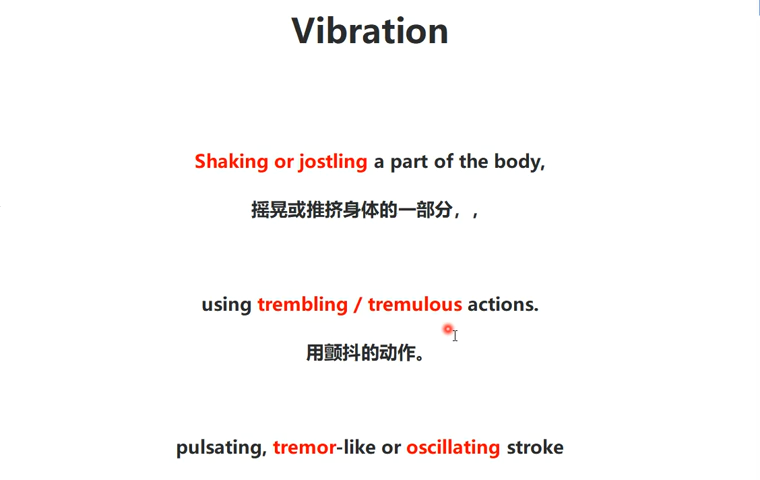 Vibration
Shaking or jostling a part of the body,
摇晃或推挤身体的一部分，，
using trembling / tremulous actions.
用颤抖的动作。
pulsating, tremor-like or oscillating stroke